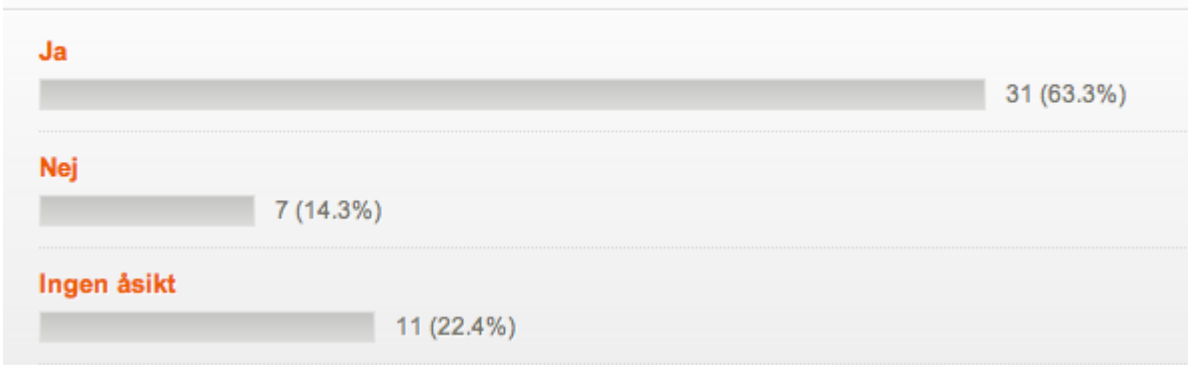 Ja
31 (63.3%)
Nej
7 (14.3%)
Ingen åsikt
11 (22.4%)